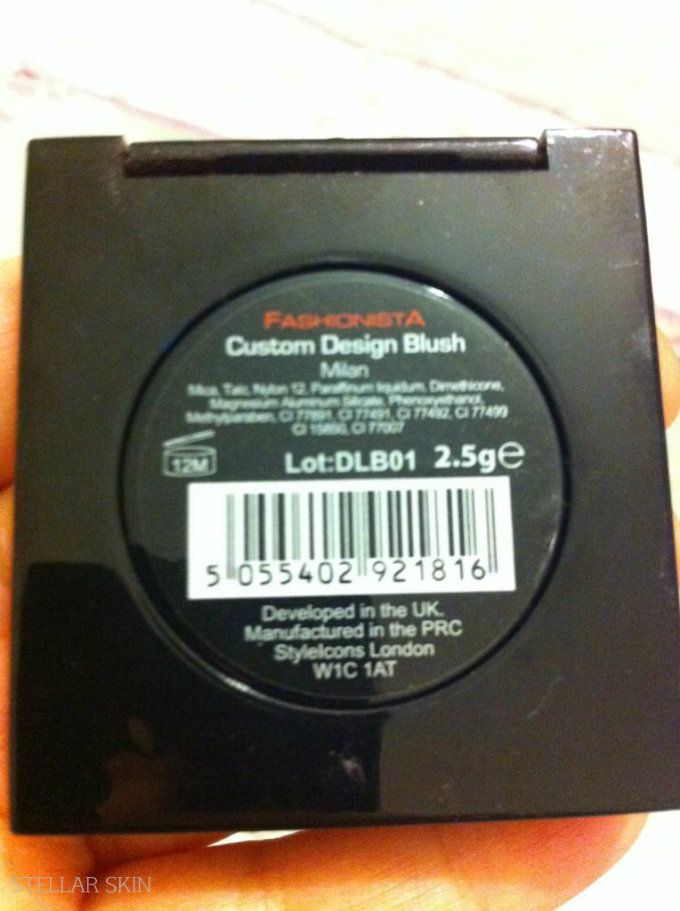 FASHIONISTA
Custom Design Blush
Milan
Mica, Talc, Nylon 12, Paraffinum liquidum, Dimethicone,
Magnesium Aluminum Silicate, Phenoxyethanol,
Methylparaben, CI 77891, CI 77491, CI 77492, CI 77499
CI 15850, CI 77007
12M
Lot:DLB01 2.5g℮
5 055402 921816
Developed in the UK.
Manufactured in the PRC
StyleIcons London
W1C 1AT
STELLAR SKIN